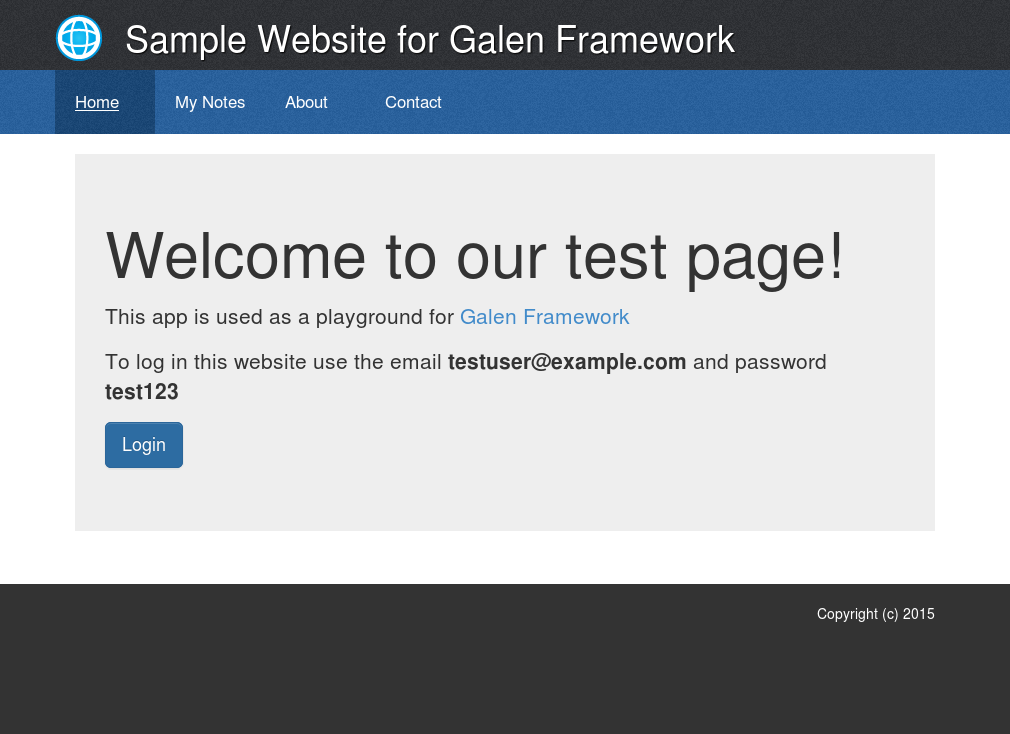 Sample Website for Galen Framework
Home My Notes About Contact
Welcome to our test page!
This app is used as a playground for Galen Framework
To log in this website use the email testuser@example.com and password
test123
Login
Copyright (c) 2015